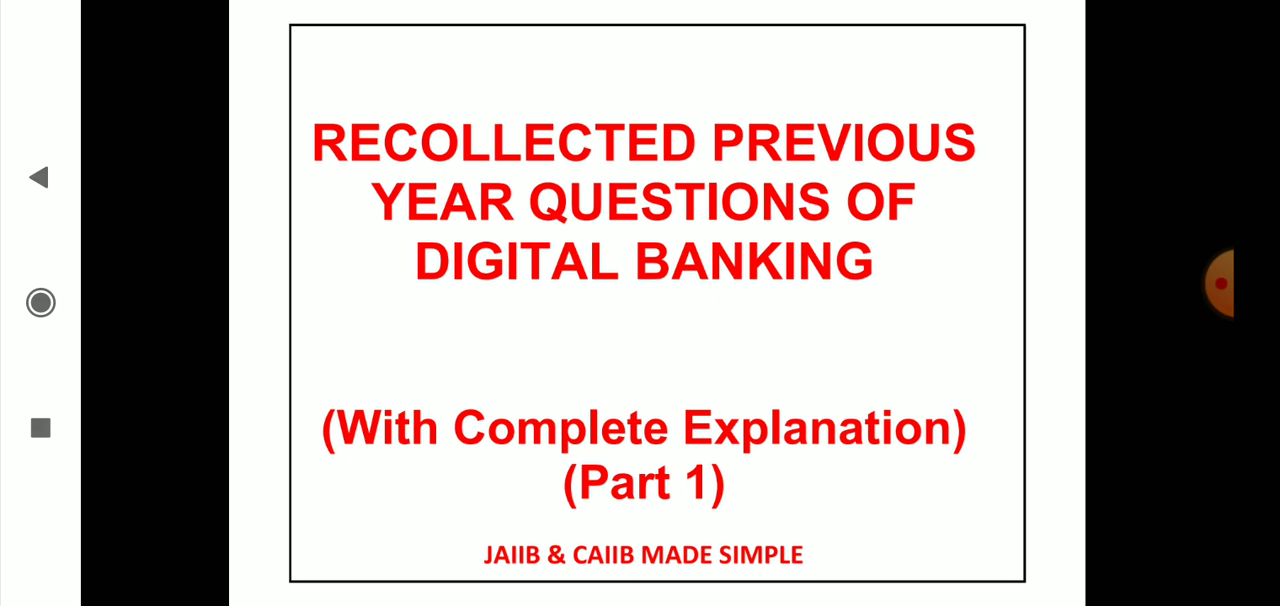 RECOLLECTED PREVIOUS
YEAR QUESTIONS OF
DIGITAL BANKING
(With Complete Explanation)
(Part 1)
JAIIB & CAIIB MADE SIMPLE